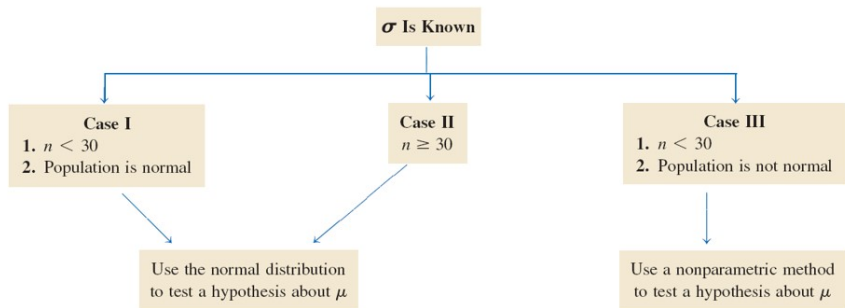 σ Is Known
Case I
1. n < 30
2. Population is normal
Case II
n ≥ 30
Case III
1. n < 30
2. Population is not normal
Use the normal distribution
to test a hypothesis about μ
Use a nonparametric method
to test a hypothesis about μ